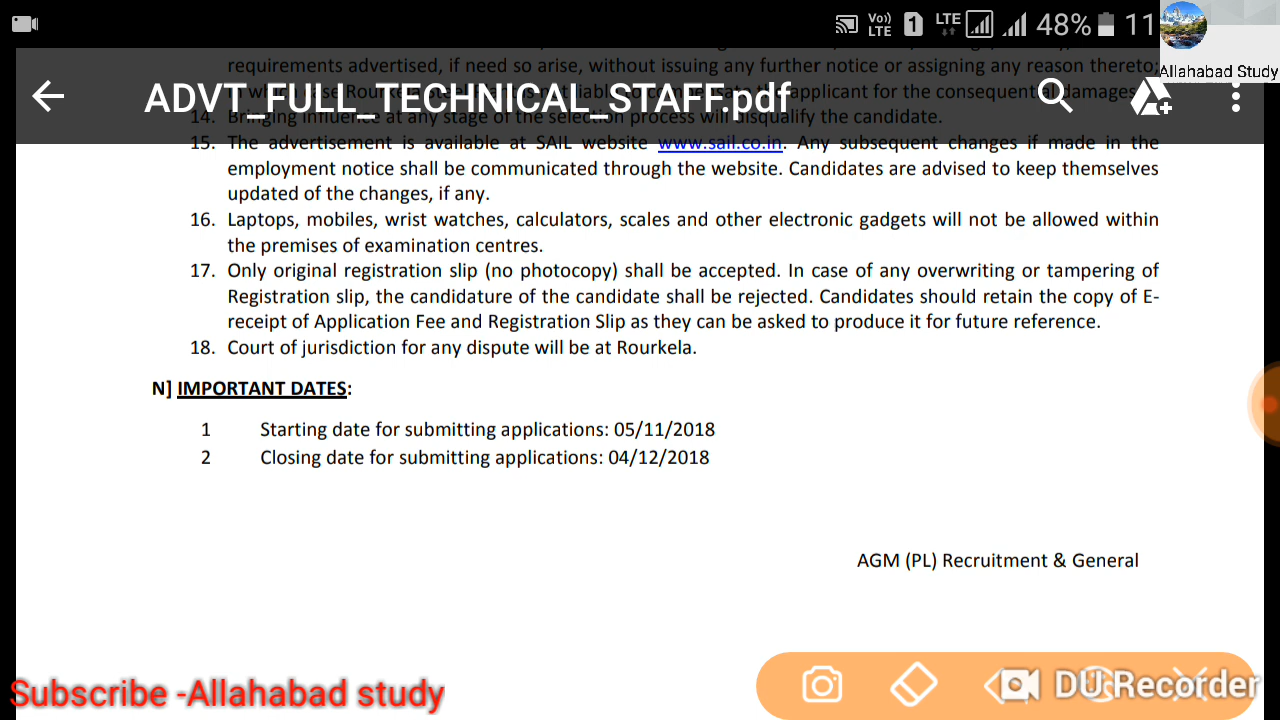 Vo)) LTE 1 LTE 48% 11
Allahabad Study
requirements advertised, if need so arise, without issuing any further notice or assigning any reason thereto;
ADVT_FULL_TECHNICAL_STAFF.pdf
applicant for the consequential damages
14. Bringing influence at any stage of the selection process will disqualify the candidate.
15. The advertisement is available at SAIL website www.sail.co.in. Any subsequent changes if made in the
employment notice shall be communicated through the website. Candidates are advised to keep themselves
updated of the changes, if any.
16. Laptops, mobiles, wrist watches, calculators, scales and other electronic gadgets will not be allowed within
the premises of examination centres.
17. Only original registration slip (no photocopy) shall be accepted. In case of any overwriting or tampering of
Registration slip, the candidature of the candidate shall be rejected. Candidates should retain the copy of E-
receipt of Application Fee and Registration Slip as they can be asked to produce it for future reference.
18. Court of jurisdiction for any dispute will be at Rourkela.
N] IMPORTANT DATES:
1 Starting date for submitting applications: 05/11/2018
2 Closing date for submitting applications: 04/12/2018
AGM (PL) Recruitment & General
Subscribe -Allahabad study
DU Recorder